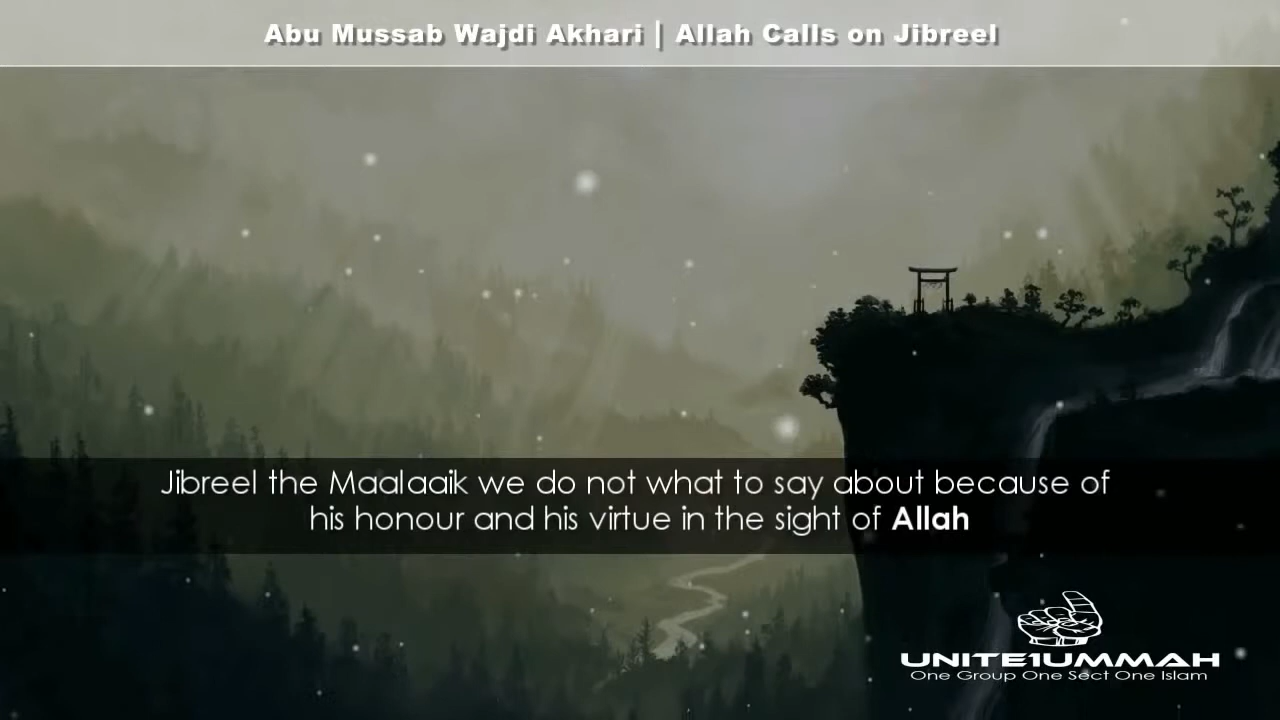 Abu Mussab Wajdi Akhari | Allah Calls on Jibreel
Jibreel the Maalaaik we do not what to say about because of
his honour and his virtue in the sight of Allah
UNITE1UMMAH
One Group One Sect One Islam